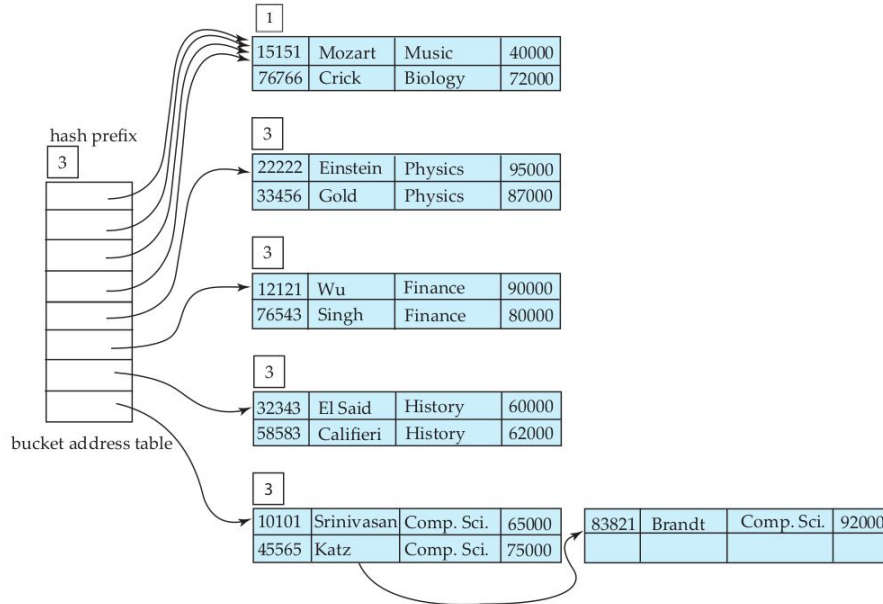 1
15151 Mozart Music 40000
76766 Crick Biology 72000
hash prefix
3
3
22222 Einstein Physics 95000
33456 Gold Physics 87000
3
12121 Wu Finance 90000
76543 Singh Finance 80000
3
32343 El Said History 60000
58583 Califieri History 62000
bucket address table
3
10101 Srinivasan Comp. Sci. 65000
45565 Katz Comp. Sci. 75000
83821 Brandt Comp. Sci. 92000